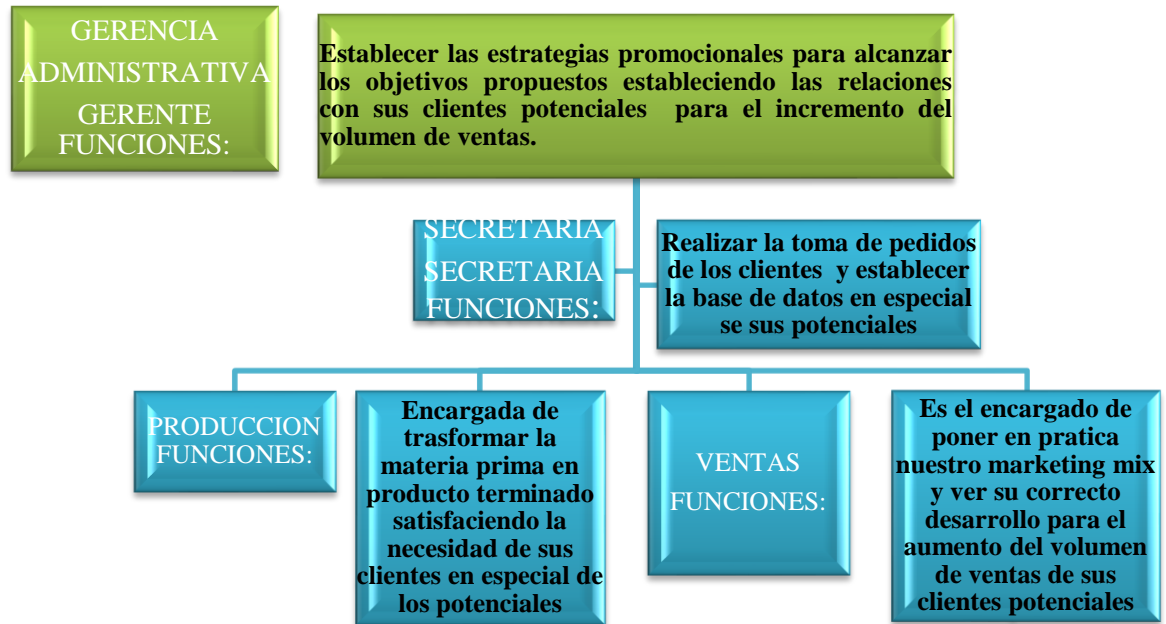 GERENCIA
ADMINISTRATIVA
GERENTE
FUNCIONES:
Establecer las estrategias promocionales para alcanzar
los objetivos propuestos estableciendo las relaciones
con sus clientes potenciales para el incremento del
volumen de ventas.
SECRETARIA
SECRETARIA
FUNCIONES:
Realizar la toma de pedidos
de los clientes y establecer
la base de datos en especial
se sus potenciales
PRODUCCION
FUNCIONES:
Encargada de
trasformar la
materia prima en
producto terminado
satisfaciendo la
necesidad de sus
clientes en especial de
los potenciales
VENTAS
FUNCIONES:
Es el encargado de
poner en pratica
nuestro marketing mix
y ver su correcto
desarrollo para el
aumento del volumen
de ventas de sus
clientes potenciales